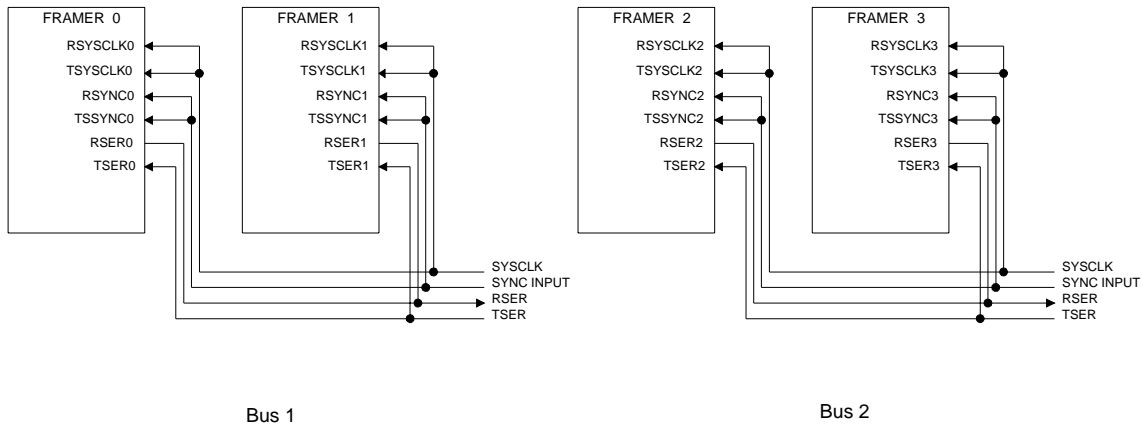 FRAMER 0
RSYSCLK0
TSYSCLK0
RSYNC0
TSSYNC0
RSER0
TSER0
FRAMER 1
RSYSCLK1
TSYSCLK1
RSYNC1
TSSYNC1
RSER1
TSER1
SYSCLK
SYNC INPUT
RSER
TSER
Bus 1
FRAMER 2
RSYSCLK2
TSYSCLK2
RSYNC2
TSSYNC2
RSER2
TSER2
FRAMER 3
RSYSCLK3
TSYSCLK3
RSYNC3
TSSYNC3
RSER3
TSER3
SYSCLK
SYNC INPUT
RSER
TSER
Bus 2